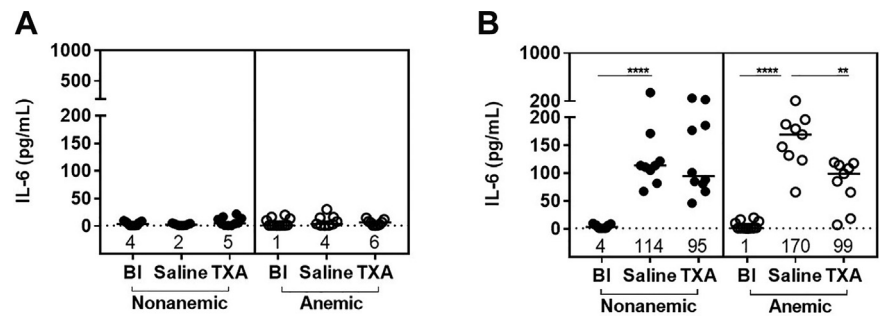 A
1000
500
200
150
100
50
0
IL-6 (pg/mL)
4 2 5 1 4 6
BI Saline TXA BI Saline TXA
Nonanemic Anemic
B
1000
200
200
150
100
50
0
IL-6 (pg/mL)
**** **** **
4 114 95 1 170 99
BI Saline TXA BI Saline TXA
Nonanemic Anemic